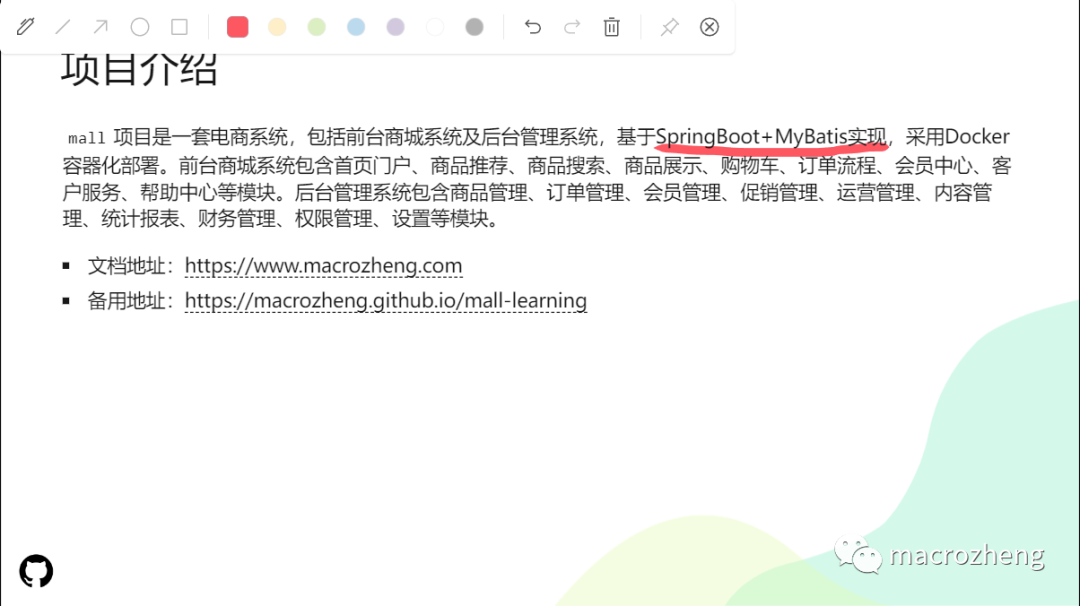 项目介绍
mall 项目是一套电商系统，包括前台商城系统及后台管理系统，基于SpringBoot+MyBatis实现，采用Docker
容器化部署。前台商城系统包含首页门户、商品推荐、商品搜索、商品展示、购物车、订单流程、会员中心、客
户服务、帮助中心等模块。后台管理系统包含商品管理、订单管理、会员管理、促销管理、运营管理、内容管
理、统计报表、财务管理、权限管理、设置等模块。
▪ 文档地址：https://www.macrozheng.com
▪ 备用地址：https://macrozheng.github.io/mall-learning
macrozheng